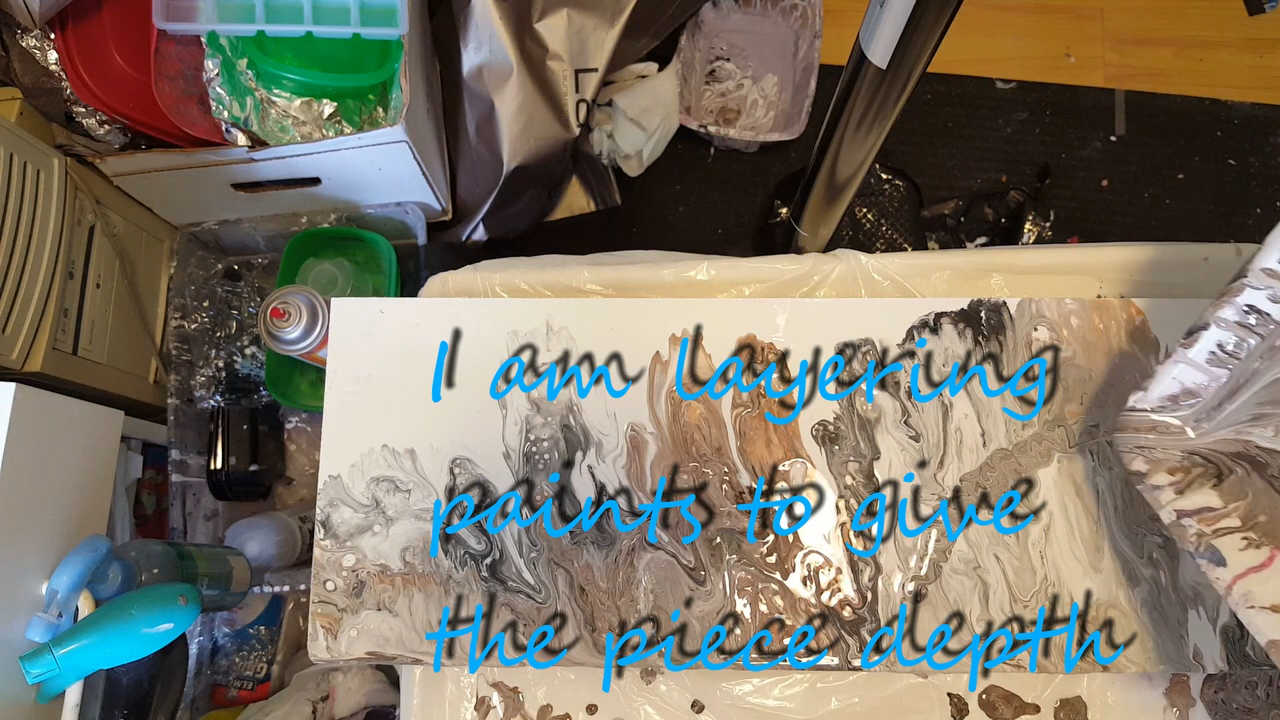 I am layering
paints to give
the piece depth